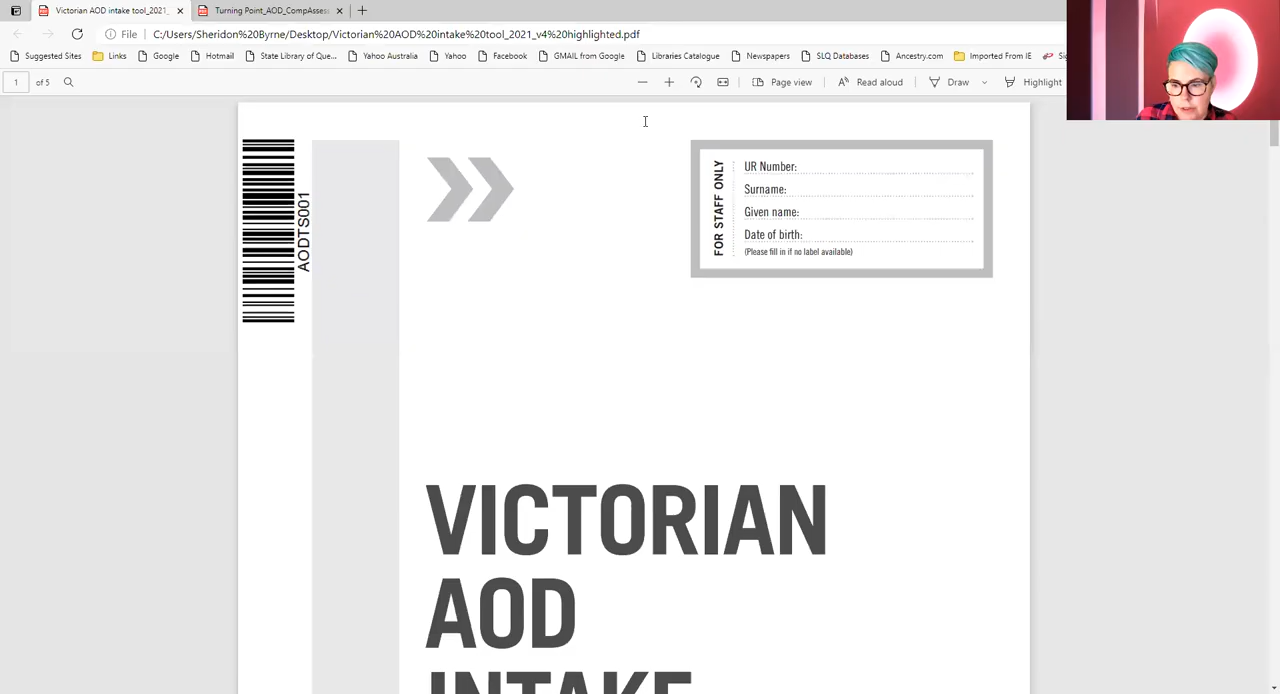 Victorian AOD intake tool_2021_
Turning Point_AOD_CompAssess
File
C:/Users/Sheridon%20Byrne/Desktop/Victorian%20AOD%20intake%20tool_2021_v4%20highlighted.pdf
Suggested Sites
Links
Google
Hotmail
State Library of Que...
Yahoo Australia
Yahoo
Facebook
GMAIL from Google
Libraries Catalogue
Newspapers
SLQ Databases
Ancestry.com
Imported From IE
1 of 5
Page view
Read aloud
Draw
Highlight
AODTS001
FOR STAFF ONLY
UR Number:
Surname:
Given name:
Date of birth:
(Please fill in if no label available)
VICTORIAN
AOD
INTAKE